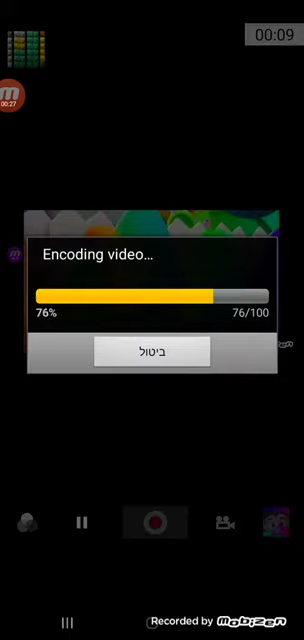 00:09
00:27
Encoding video...
76%
76/100
ביטול
Recorded by MOBIZEN